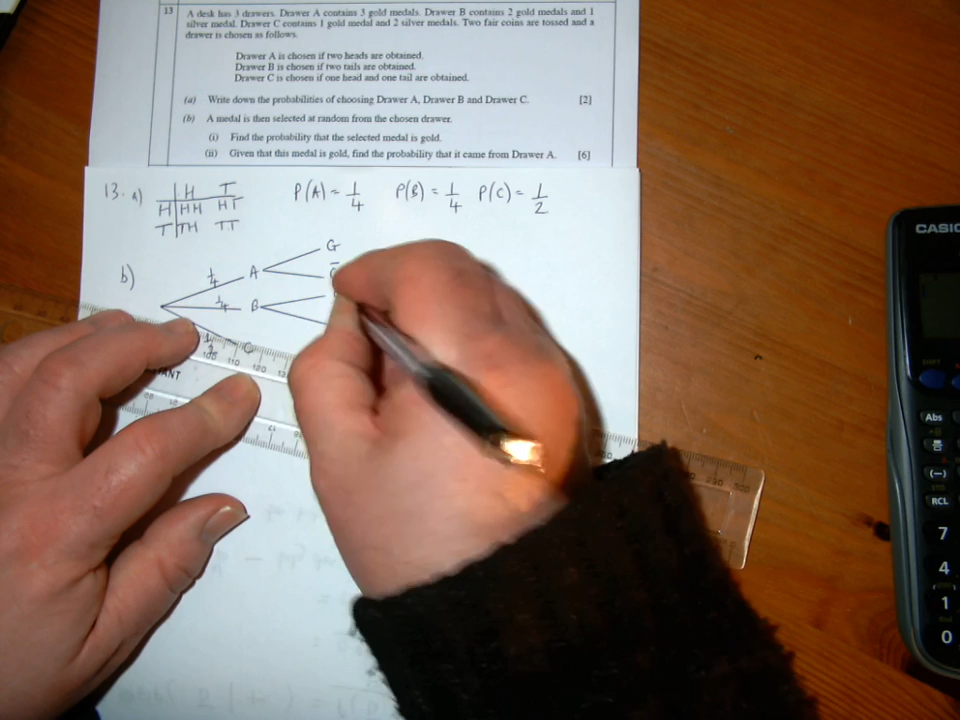 13 A desk has 3 drawers. Drawer A contains 3 gold medals. Drawer B contains 2 gold medals and 1
silver medal. Drawer C contains 1 gold medal and 2 silver medals. Two fair coins are tossed and a
drawer is chosen as follows.
Drawer A is chosen if two heads are obtained.
Drawer B is chosen if two tails are obtained.
Drawer C is chosen if one head and one tail are obtained.
(a) Write down the probabilities of choosing Drawer A, Drawer B and Drawer C. [2]
(b) A medal is then selected at random from the chosen drawer.
(i) Find the probability that the selected medal is gold.
(ii) Given that this medal is gold, find the probability that it came from Drawer A. [6]
13. a) H T P(A) = 1/4 P(B) = 1/4 P(C) = 1/2
H HH HT
T TH TT
b) 1/4 A G
1/4 B
1/2 C
105 110 120
290 300
CASIO
Abs
(-)
RCL
7
4
1
0